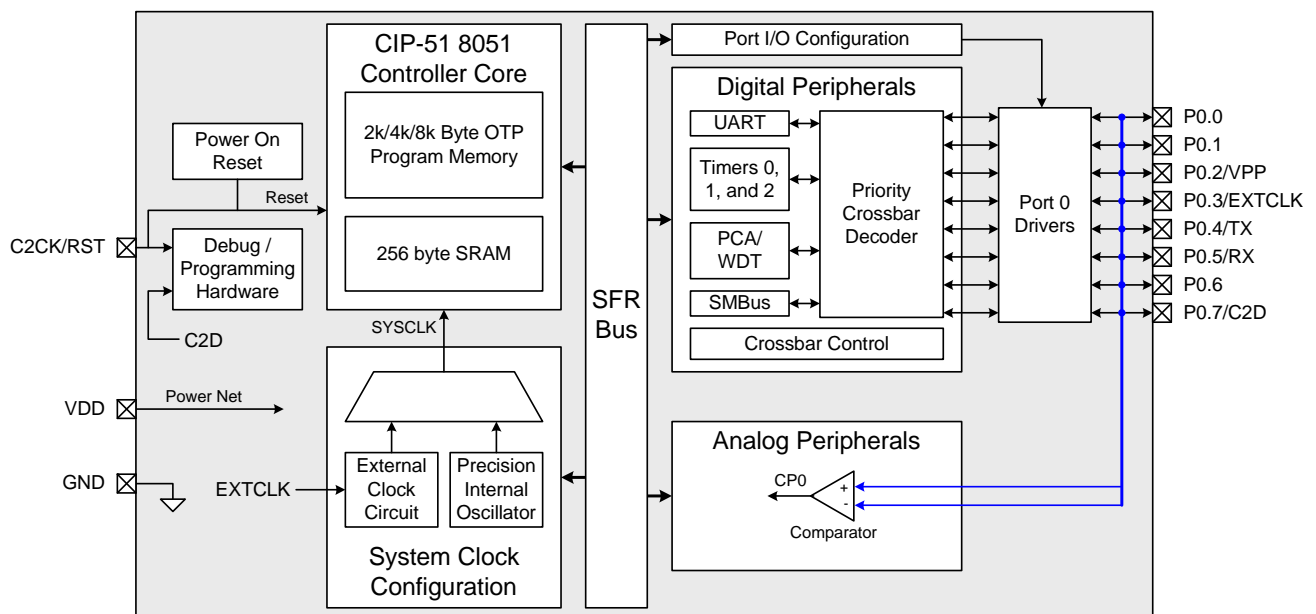 CIP-51 8051
Controller Core
2k/4k/8k Byte OTP
Program Memory
256 byte SRAM
Power On
Reset
Reset
C2CK/RST
Debug /
Programming
Hardware
C2D
SYSCLK
VDD
Power Net
GND
EXTCLK
External
Clock
Circuit
Precision
Internal
Oscillator
System Clock
Configuration
SFR
Bus
Port I/O Configuration
Digital Peripherals
UART
Timers 0,
1, and 2
PCA/
WDT
SMBus
Priority
Crossbar
Decoder
Crossbar Control
Port 0
Drivers
P0.0
P0.1
P0.2/VPP
P0.3/EXTCLK
P0.4/TX
P0.5/RX
P0.6
P0.7/C2D
Analog Peripherals
CP0
+
-
Comparator